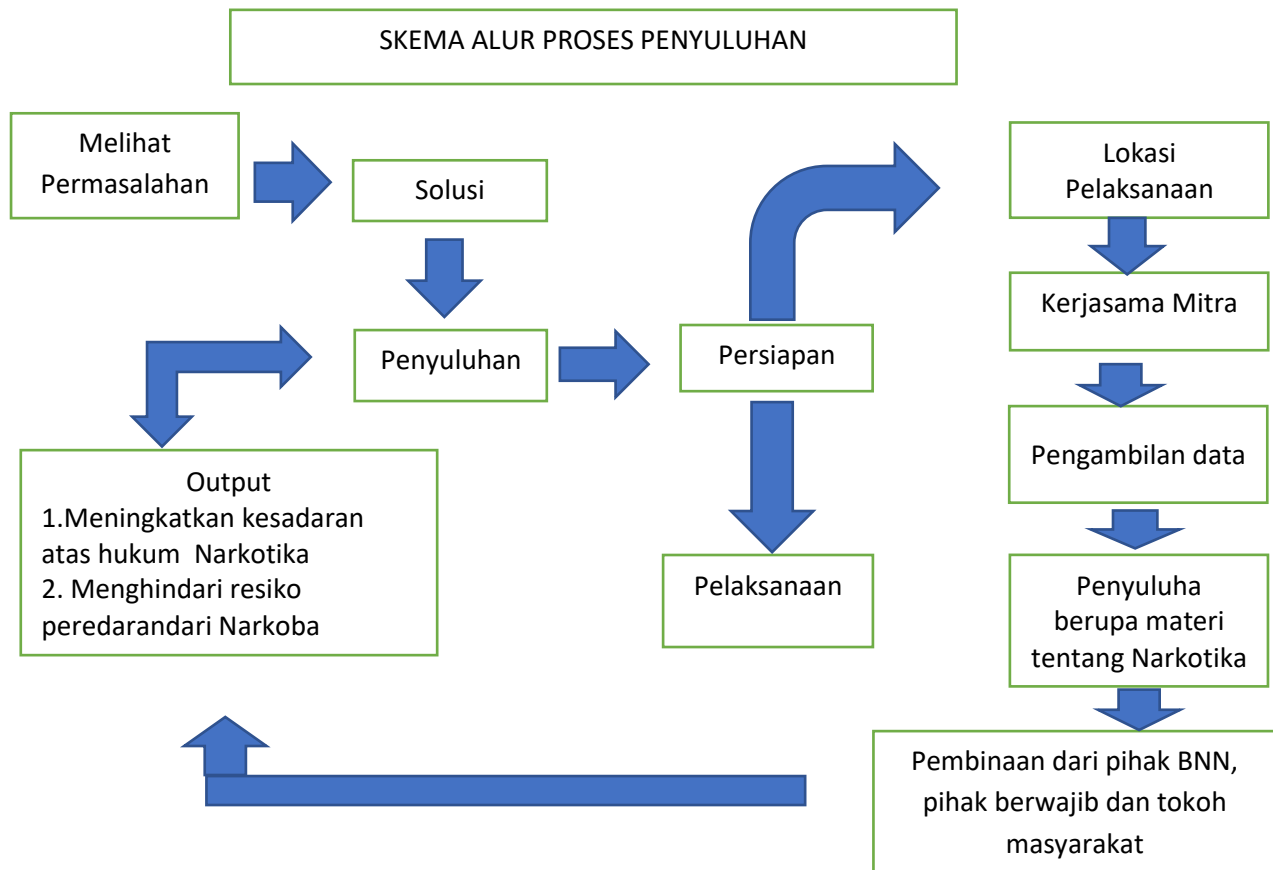 SKEMA ALUR PROSES PENYULUHAN
Melihat
Permasalahan
Solusi
Lokasi
Pelaksanaan
Kerjasama Mitra
Penyuluhan
Persiapan
Pengambilan data
Output
1.Meningkatkan kesadaran
atas hukum Narkotika
2. Menghindari resiko
peredarandari Narkoba
Pelaksanaan
Penyuluha
berupa materi
tentang Narkotika
Pembinaan dari pihak BNN,
pihak berwajib dan tokoh
masyarakat